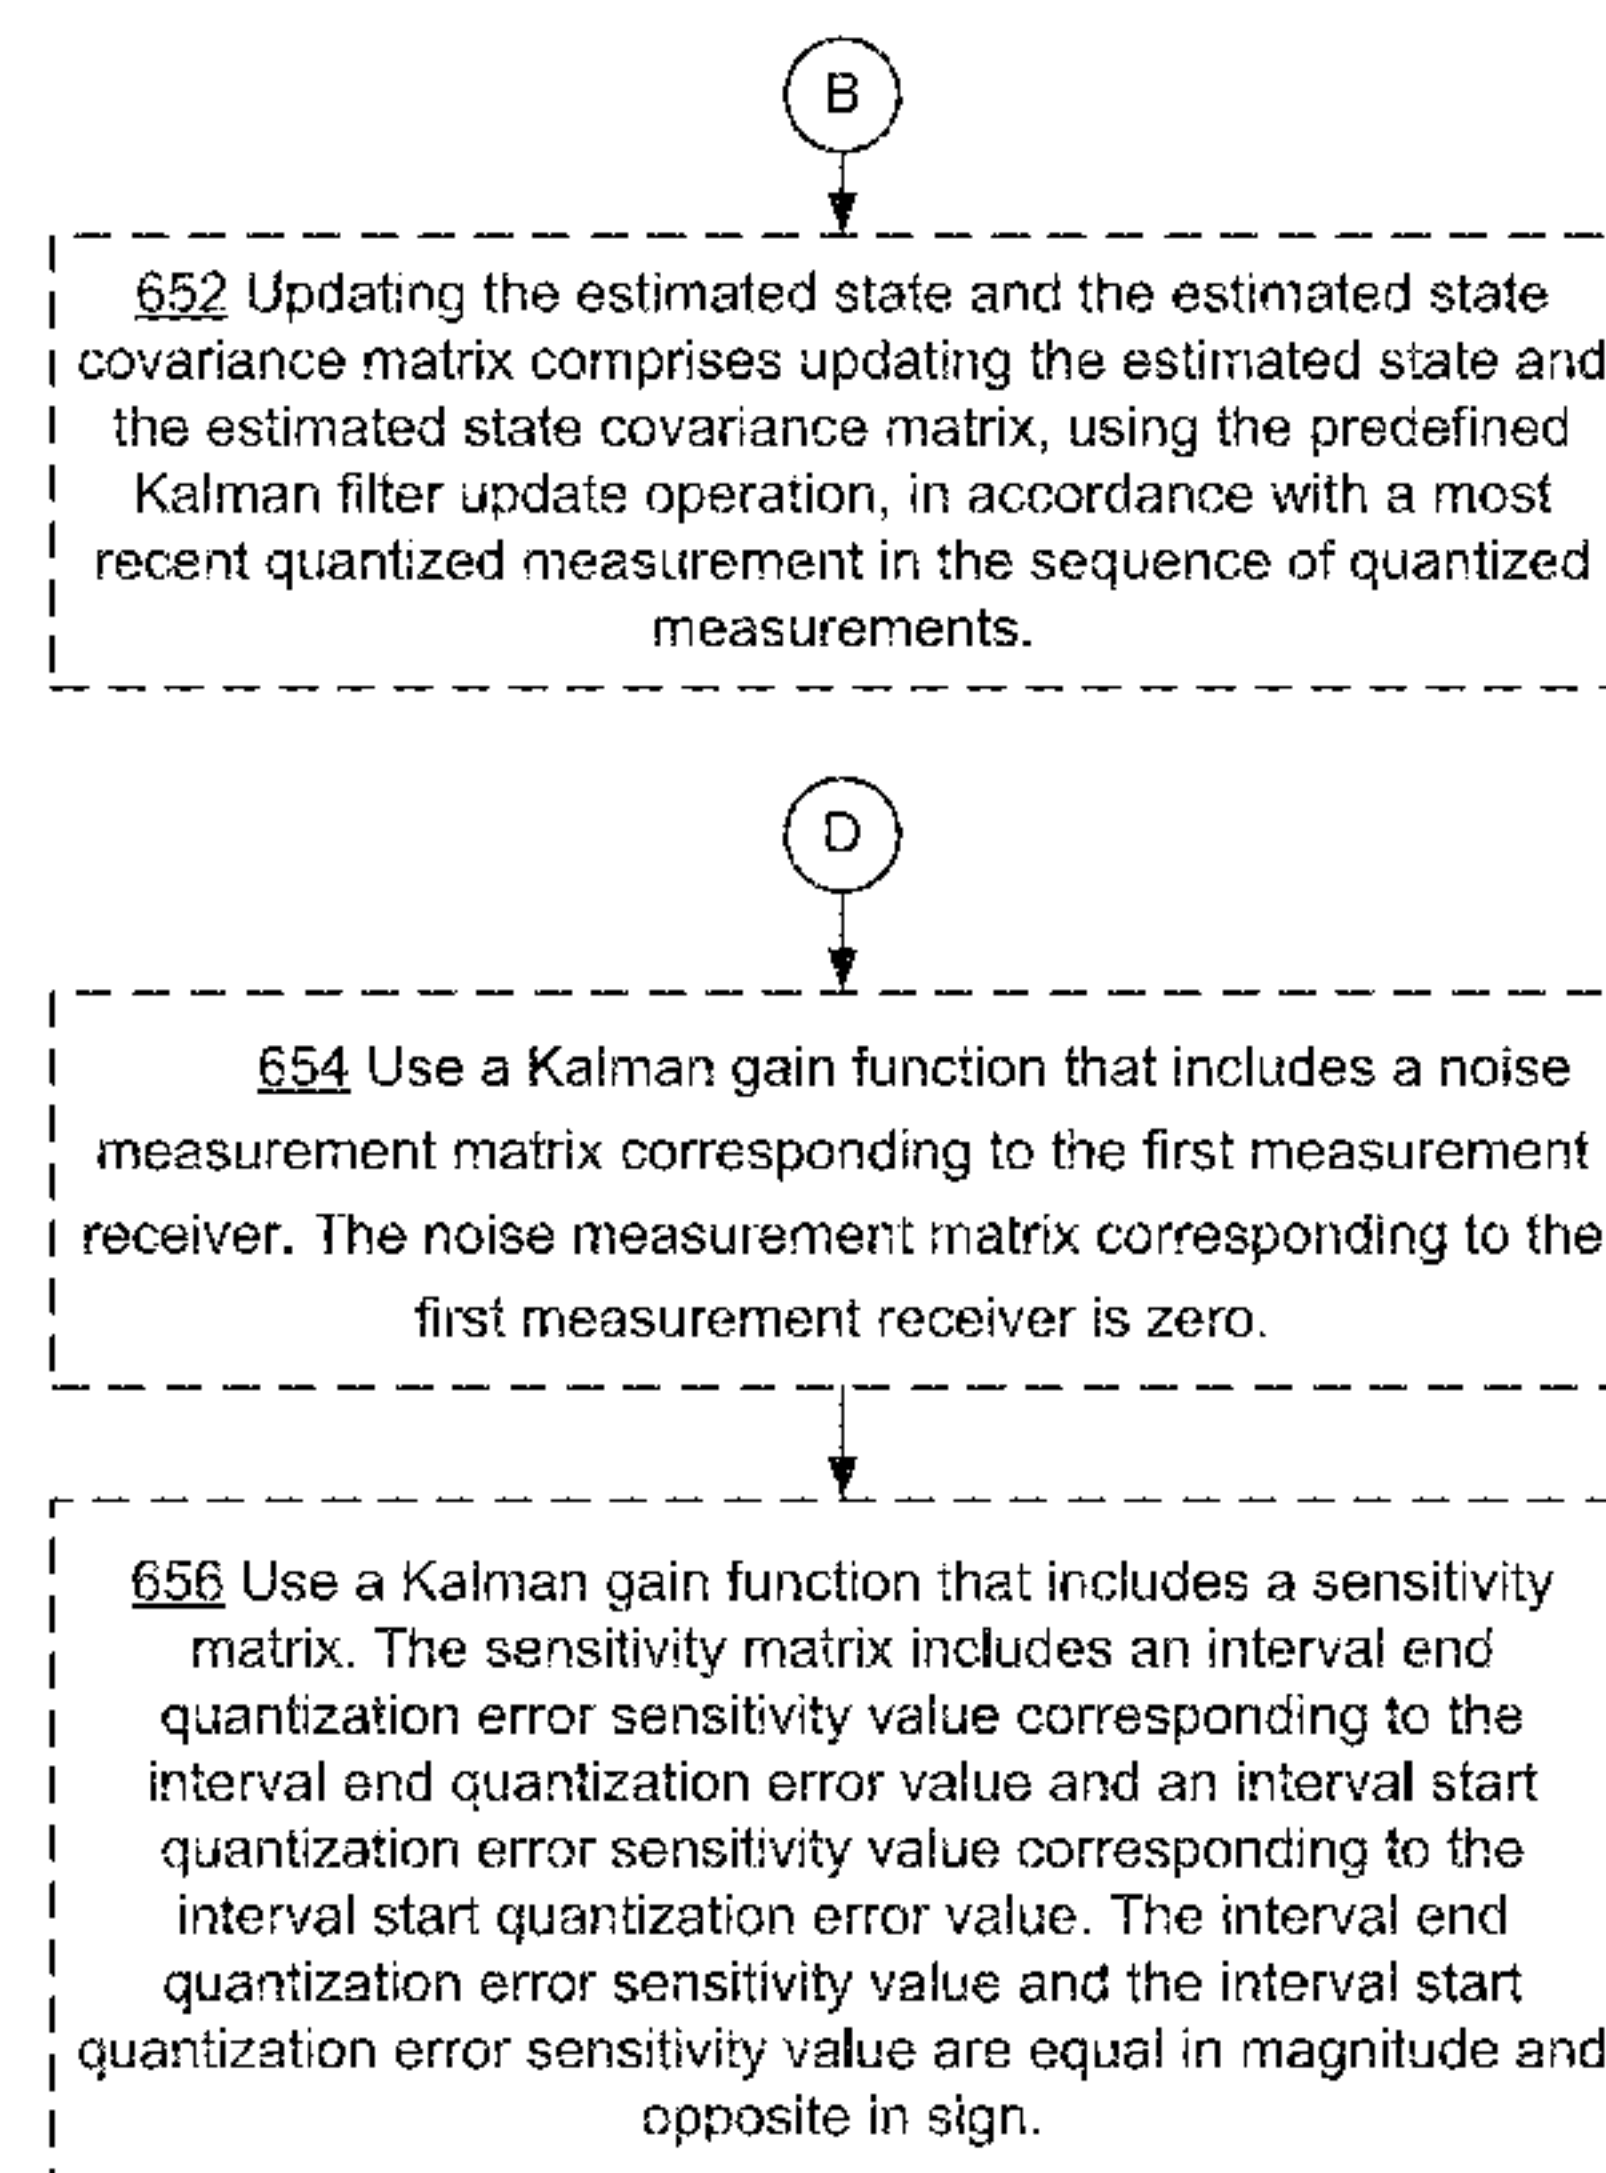 B
652 Updating the estimated state and the estimated state
covariance matrix comprises updating the estimated state and
the estimated state covariance matrix, using the predefined
Kalman filter update operation, in accordance with a most
recent quantized measurement in the sequence of quantized
measurements.
D
654 Use a Kalman gain function that includes a noise
measurement matrix corresponding to the first measurement
receiver. The noise measurement matrix corresponding to the
first measurement receiver is zero.
656 Use a Kalman gain function that includes a sensitivity
matrix. The sensitivity matrix includes an interval end
quantization error sensitivity value corresponding to the
interval end quantization error value and an interval start
quantization error sensitivity value corresponding to the
interval start quantization error value. The interval end
quantization error sensitivity value and the interval start
quantization error sensitivity value are equal in magnitude and
opposite in sign.